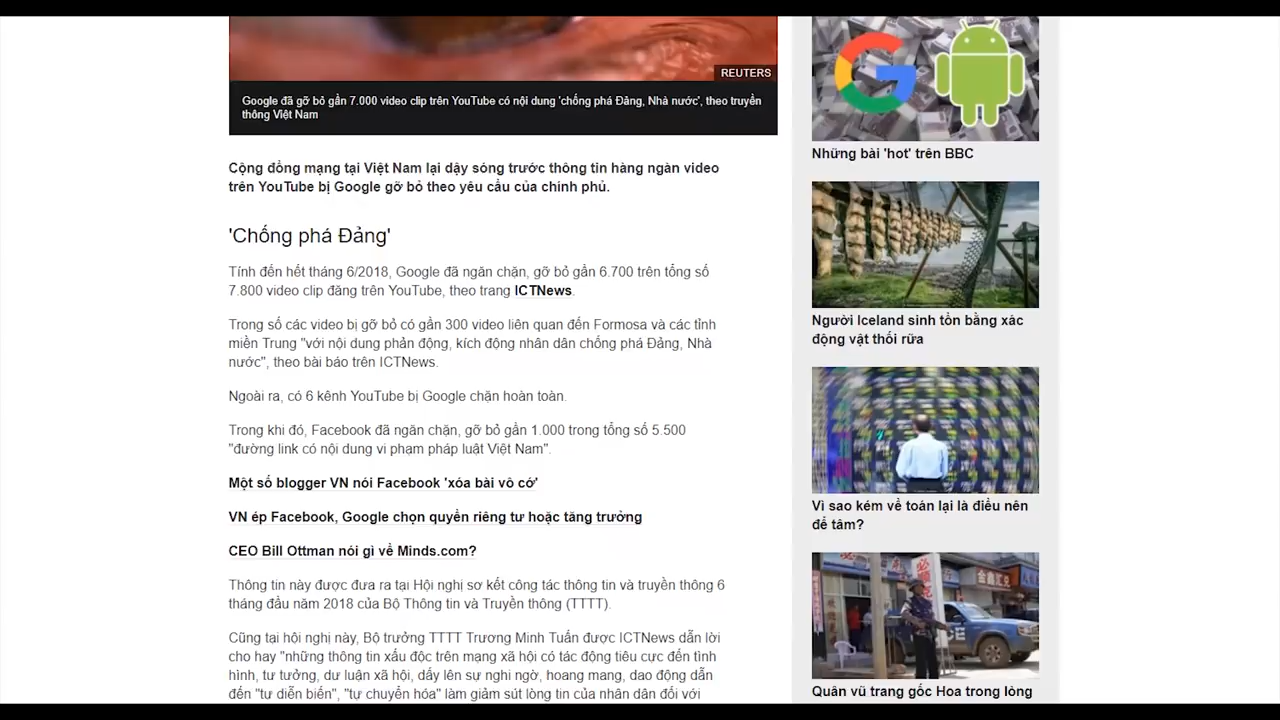 REUTERS
Google đã gỡ bỏ gần 7.000 video clip trên YouTube có nội dung 'chống phá Đảng, Nhà nước', theo truyền
thông Việt Nam
Cộng đồng mạng tại Việt Nam lại dậy sóng trước thông tin hàng ngàn video
trên YouTube bị Google gỡ bỏ theo yêu cầu của chính phủ.
'Chống phá Đảng'
Tính đến hết tháng 6/2018, Google đã ngăn chặn, gỡ bỏ gần 6.700 trên tổng số
7.800 video clip đăng trên YouTube, theo trang ICTNews.
Trong số các video bị gỡ bỏ có gần 300 video liên quan đến Formosa và các tỉnh
miền Trung "với nội dung phản động, kích động nhân dân chống phá Đảng, Nhà
nước", theo bài báo trên ICTNews.
Ngoài ra, có 6 kênh YouTube bị Google chặn hoàn toàn.
Trong khi đó, Facebook đã ngăn chặn, gỡ bỏ gần 1.000 trong tổng số 5.500
"đường link có nội dung vi phạm pháp luật Việt Nam".
Một số blogger VN nói Facebook 'xóa bài vô cớ'
VN ép Facebook, Google chọn quyền riêng tư hoặc tăng trưởng
CEO Bill Ottman nói gì về Minds.com?
Thông tin này được đưa ra tại Hội nghị sơ kết công tác thông tin và truyền thông 6
tháng đầu năm 2018 của Bộ Thông tin và Truyền thông (TTTT).
Cũng tại hội nghị này, Bộ trưởng TTTT Trương Minh Tuấn được ICTNews dẫn lời
cho hay "những thông tin xấu độc trên mạng xã hội có tác động tiêu cực đến tình
hình, tư tưởng, dư luận xã hội, dấy lên sự nghi ngờ, hoang mang, dao động dẫn
đến "tự diễn biến", "tự chuyển hóa" làm giảm sút lòng tin của nhân dân đối với
Những bài 'hot' trên BBC
Người Iceland sinh tồn bằng xác
động vật thối rữa
Vì sao kém về toán lại là điều nên
để tâm?
Quân vũ trang gốc Hoa trong lòng